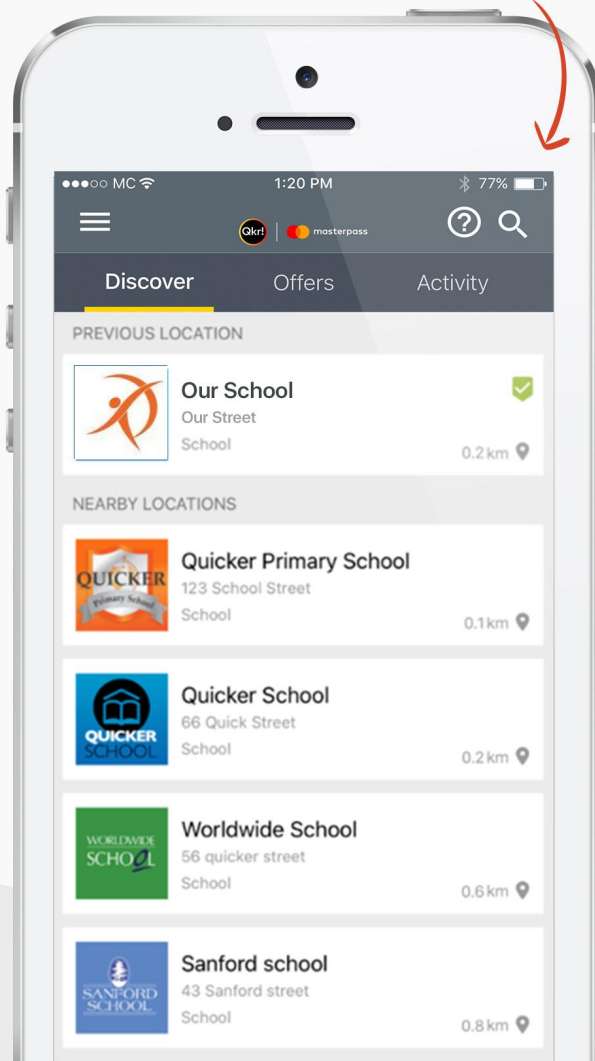 MC
1:20 PM
77%
Qkr!
masterpass
Discover
Offers
Activity
PREVIOUS LOCATION
Our School
Our Street
School
0.2 km
NEARBY LOCATIONS
QUICKER
Primary School
Quicker Primary School
123 School Street
School
0.1 km
QUICKER
SCHOOL
Quicker School
66 Quick Street
School
0.2 km
WORLDWIDE
SCHOOL
Worldwide School
56 quicker street
School
0.6 km
SANFORD
SCHOOL
Sanford school
43 Sanford street
School
0.8 km